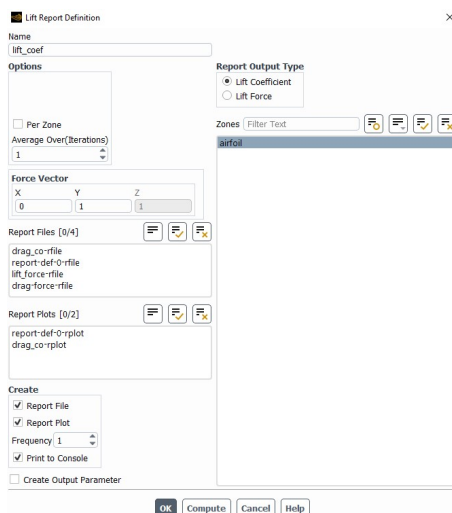 Lift Report Definition
Name
lift_coef
Options
Per Zone
Average Over(Iterations)
1
Force Vector
X Y Z
0 1 1
Report Files [0/4]
drag_co-rfile
report-def-0-rfile
lift_force-rfile
drag-force-rfile
Report Plots [0/2]
report-def-0-rplot
drag_co-rplot
Create
Report File
Report Plot
Frequency 1
Print to Console
Create Output Parameter
Report Output Type
Lift Coefficient
Lift Force
Zones Filter Text
airfoil
OK Compute Cancel Help